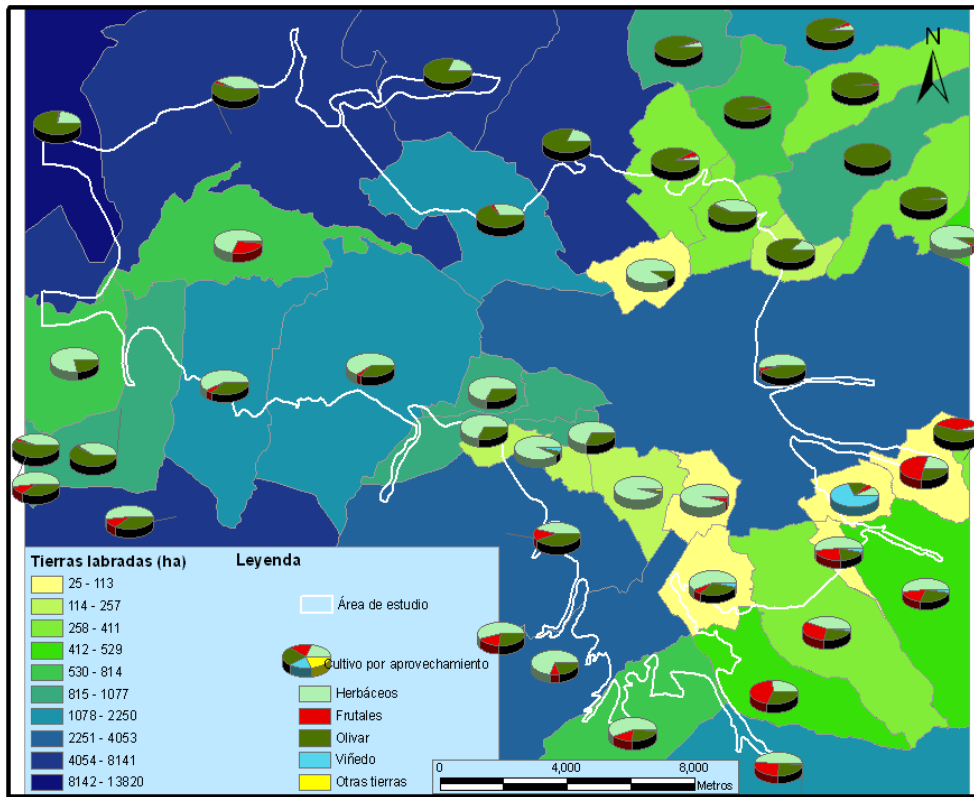 N
Tierras labradas (ha)
25 - 113
114 - 257
258 - 411
412 - 529
530 - 814
815 - 1077
1078 - 2250
2251 - 4053
4054 - 8141
8142 - 13820
Leyenda
Área de estudio
Cultivo por aprovechamiento
Herbáceos
Frutales
Olivar
Viñedo
Otras tierras
0 4,000 8,000
Metros